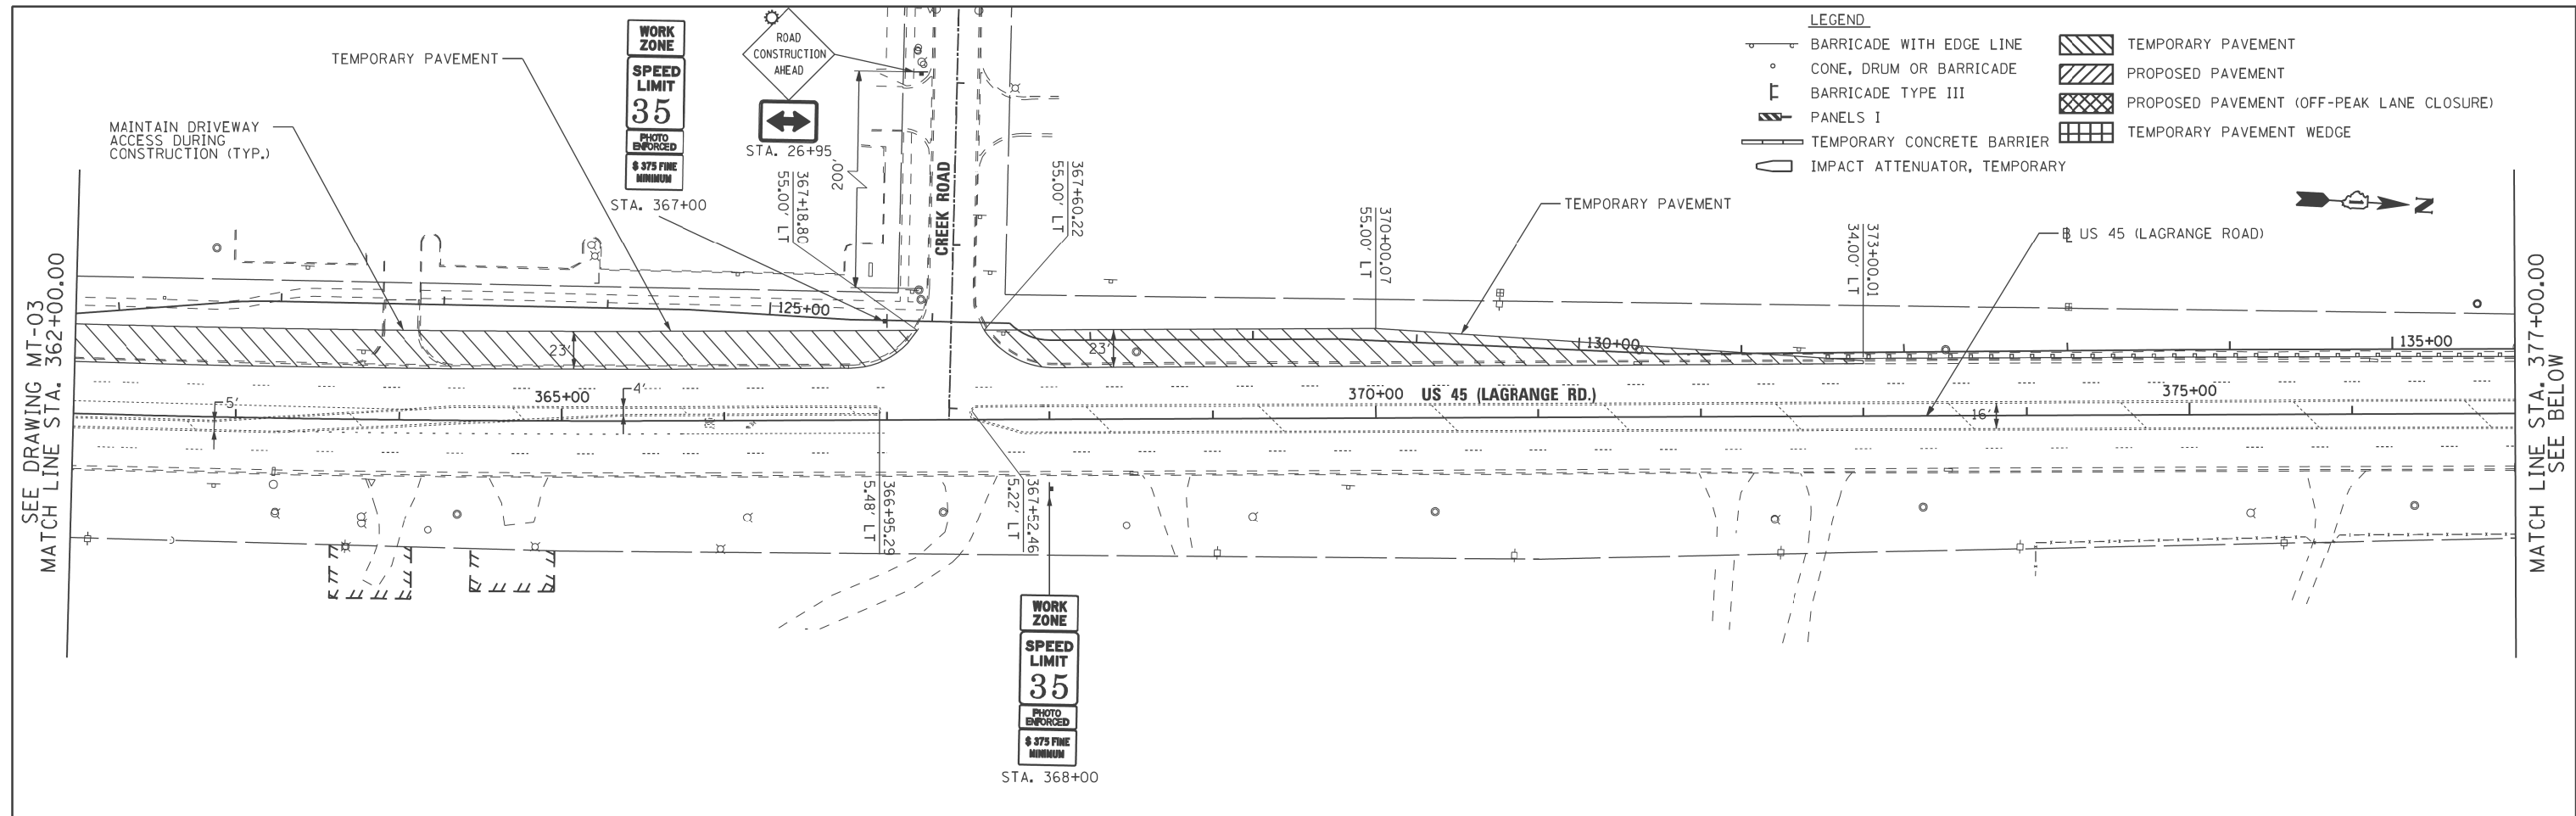 LEGEND
BARRICADE WITH EDGE LINE
CONE, DRUM OR BARRICADE
BARRICADE TYPE III
PANELS I
TEMPORARY CONCRETE BARRIER
IMPACT ATTENUATOR, TEMPORARY
TEMPORARY PAVEMENT
PROPOSED PAVEMENT
PROPOSED PAVEMENT (OFF-PEAK LANE CLOSURE)
TEMPORARY PAVEMENT WEDGE
N
WORK
ZONE
SPEED
LIMIT
35
PHOTO
ENFORCED
$ 375 FINE
MINIMUM
STA. 367+00
ROAD
CONSTRUCTION
AHEAD
STA. 26+95
TEMPORARY PAVEMENT
MAINTAIN DRIVEWAY
ACCESS DURING
CONSTRUCTION (TYP.)
200'
CREEK ROAD
367+18.80
55.00' LT
367+60.22
55.00' LT
370+00.07
55.00' LT
373+00.01
34.00' LT
TEMPORARY PAVEMENT
US 45 (LAGRANGE ROAD)
SEE DRAWING MT-03
MATCH LINE STA. 362+00.00
125+00
130+00
135+00
23'
23'
5'
4'
16'
365+00
370+00
US 45 (LAGRANGE RD.)
375+00
366+95.29
5.48' LT
367+52.46
5.22' LT
MATCH LINE STA. 377+00.00
SEE BELOW
WORK
ZONE
SPEED
LIMIT
35
PHOTO
ENFORCED
$ 375 FINE
MINIMUM
STA. 368+00